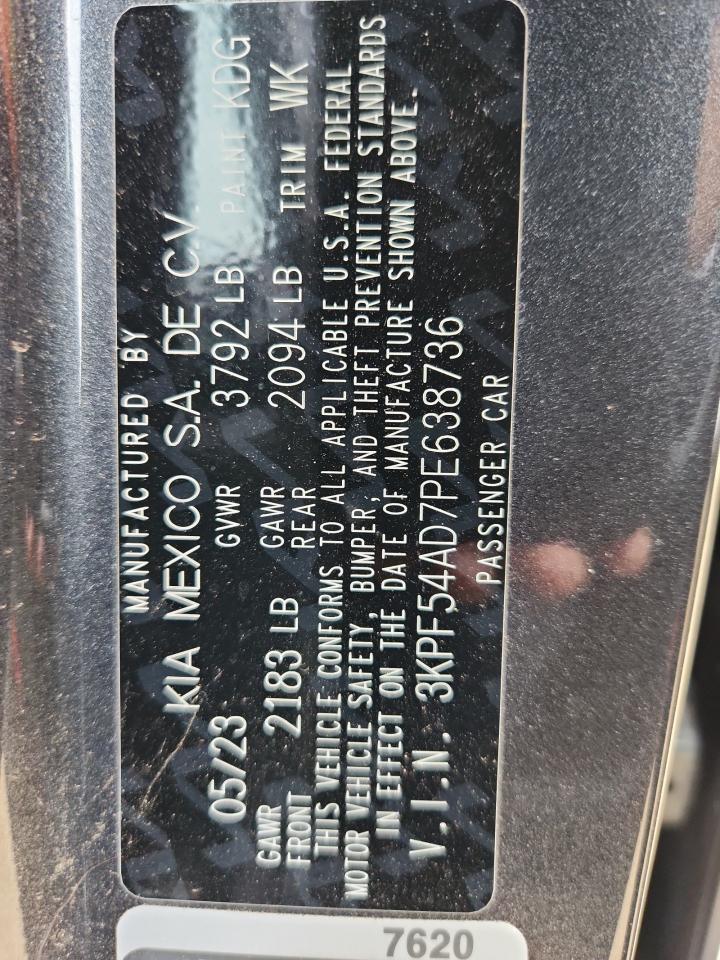 MANUFACTURED BY
KIA MEXICO S.A. DE C.V.
05/23 GVWR 3792 LB PAINT KDG
GAWR FRONT 2183 LB GAWR REAR 2094 LB TRIM WK
THIS VEHICLE CONFORMS TO ALL APPLICABLE U.S.A. FEDERAL
MOTOR VEHICLE SAFETY, BUMPER, AND THEFT PREVENTION STANDARDS
IN EFFECT ON THE DATE OF MANUFACTURE SHOWN ABOVE.
V.I.N. 3KPF54AD7PE638736
PASSENGER CAR
7620